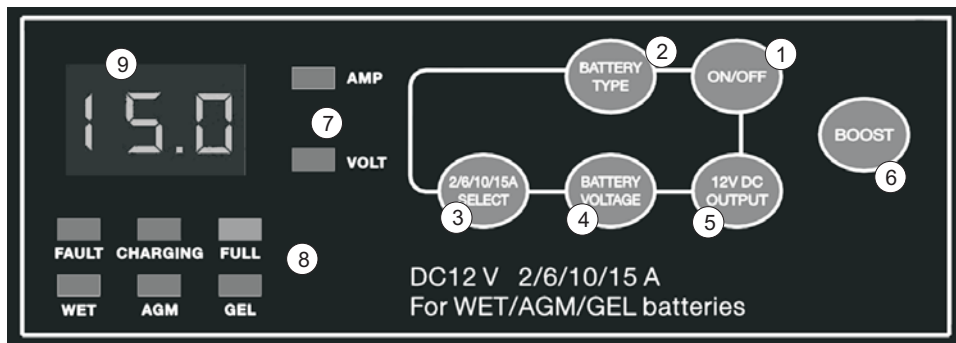 9
15.0
AMP
7
VOLT
2
BATTERY
TYPE
1
ON/OFF
BOOST
6
2/6/10/15A
SELECT
3
BATTERY
VOLTAGE
4
12V DC
OUTPUT
5
FAULT CHARGING FULL
8
WET AGM GEL
DC12 V 2/6/10/15 A
For WET/AGM/GEL batteries